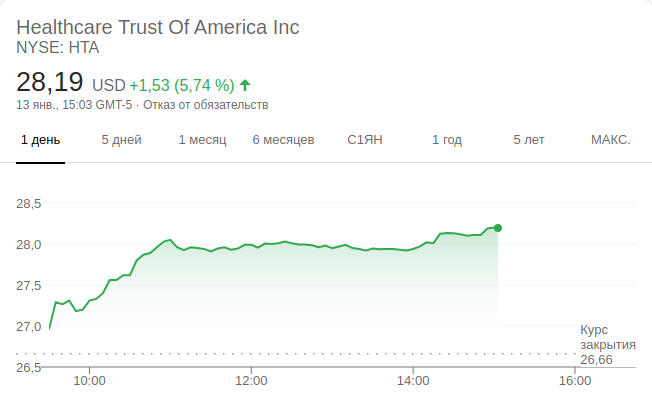 Healthcare Trust Of America Inc
NYSE: HTA
28,19 USD +1,53 (5,74 %)
13 янв., 15:03 GMT-5 · Отказ от обязательств
1 день 5 дней 1 месяц 6 месяцев С1ЯН 1 год 5 лет МАКС.
28,5
28,0
27,5
27,0
Курс
закрытия
26,66
26,5
10:00 12:00 14:00 16:00